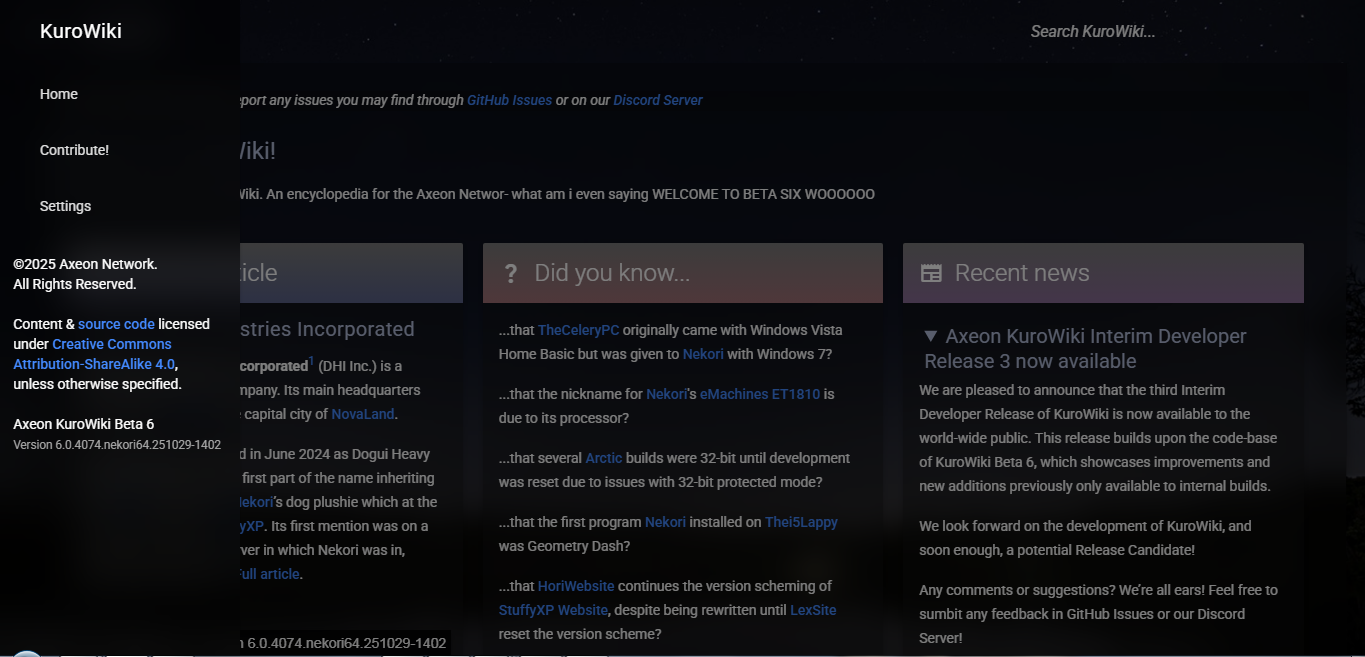 KuroWiki
Search KuroWiki...
Home
Contribute!
Settings
©2025 Axeon Network.
All Rights Reserved.
Content & source code licensed
under Creative Commons
Attribution-ShareAlike 4.0,
unless otherwise specified.
Axeon KuroWiki Beta 6
Version 6.0.4074.nekori64.251029-1402
any issues you may find through GitHub Issues or on our Discord Server
Wiki!
Wiki. An encyclopedia for the Axeon Networ- what am i even saying WELCOME TO BETA SIX WOOOOOO
ticle
stries Incorporated
corporated1 (DHI Inc.) is a
mpany. Its main headquarters
capital city of NovaLand.
d in June 2024 as Dogui Heavy
first part of the name inheriting
Nekori's dog plushie which at the
yXP. Its first mention was on a
ver in which Nekori was in,
Full article.
n 6.0.4074.nekori64.251029-1402
? Did you know...
...that TheCeleryPC originally came with Windows Vista
Home Basic but was given to Nekori with Windows 7?
...that the nickname for Nekori's eMachines ET1810 is
due to its processor?
...that several Arctic builds were 32-bit until development
was reset due to issues with 32-bit protected mode?
...that the first program Nekori installed on Thei5Lappy
was Geometry Dash?
...that HoriWebsite continues the version scheming of
StuffyXP Website, despite being rewritten until LexSite
reset the version scheme?
Recent news
▼ Axeon KuroWiki Interim Developer
Release 3 now available
We are pleased to announce that the third Interim
Developer Release of KuroWiki is now available to the
world-wide public. This release builds upon the code-base
of KuroWiki Beta 6, which showcases improvements and
new additions previously only available to internal builds.
We look forward on the development of KuroWiki, and
soon enough, a potential Release Candidate!
Any comments or suggestions? We're all ears! Feel free to
sumbit any feedback in GitHub Issues or our Discord
Server!